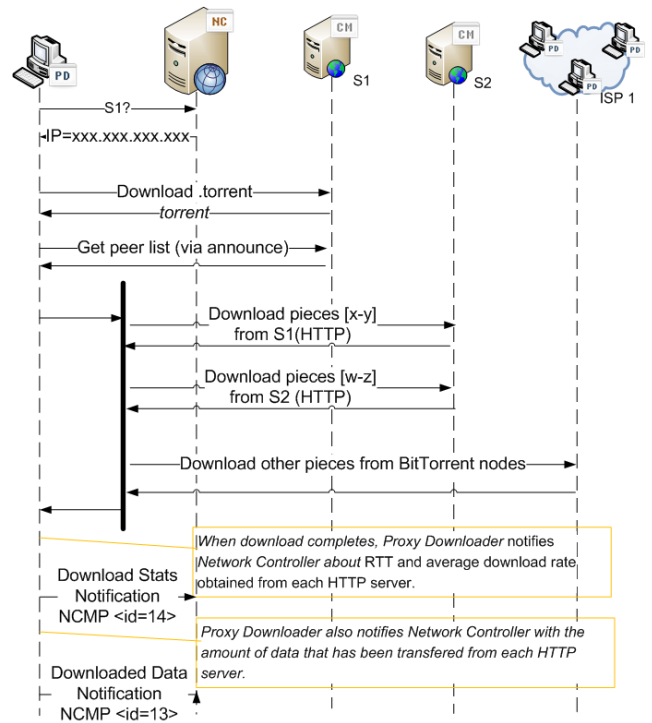 NC
CM
CM
PD
S1
S2
PD
PD
PD
ISP 1
S1?
IP=xxx.xxx.xxx.xxx
Download .torrent
torrent
Get peer list (via announce)
Download pieces [x-y]
from S1(HTTP)
Download pieces [w-z]
from S2 (HTTP)
Download other pieces from BitTorrent nodes
When download completes, Proxy Downloader notifies
Network Controller about RTT and average download rate
obtained from each HTTP server.
Download Stats
Notification
NCMP <id=14>
Proxy Downloader also notifies Network Controller with the
amount of data that has been transfered from each HTTP
server.
Downloaded Data
Notification
NCMP <id=13>